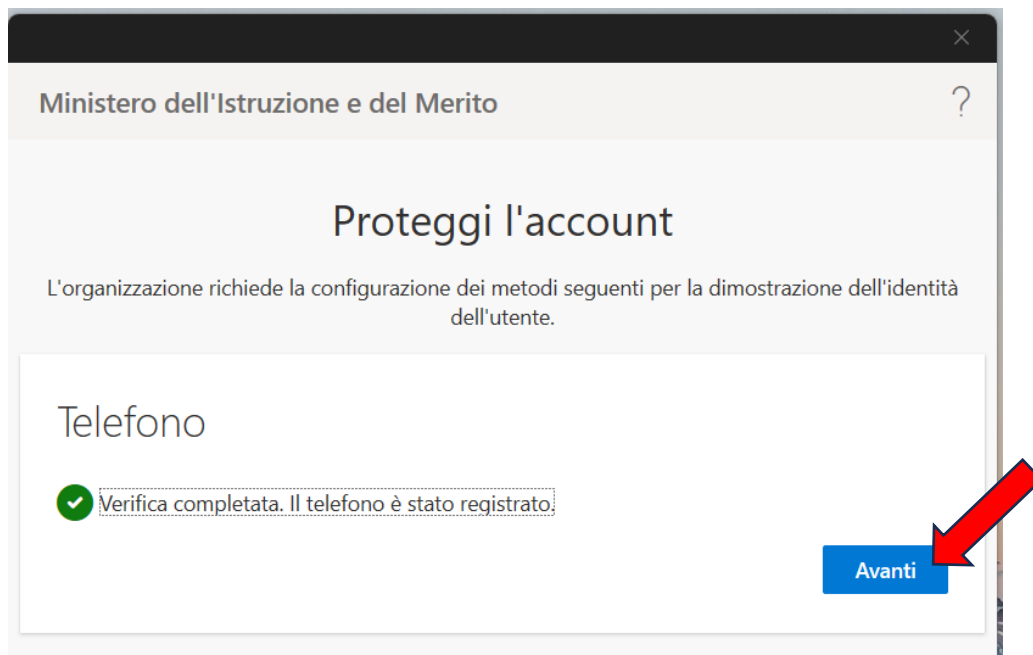 Ministero dell'Istruzione e del Merito
?
Proteggi l'account
L'organizzazione richiede la configurazione dei metodi seguenti per la dimostrazione dell'identità
dell'utente.
Telefono
Verifica completata. Il telefono è stato registrato.
Avanti